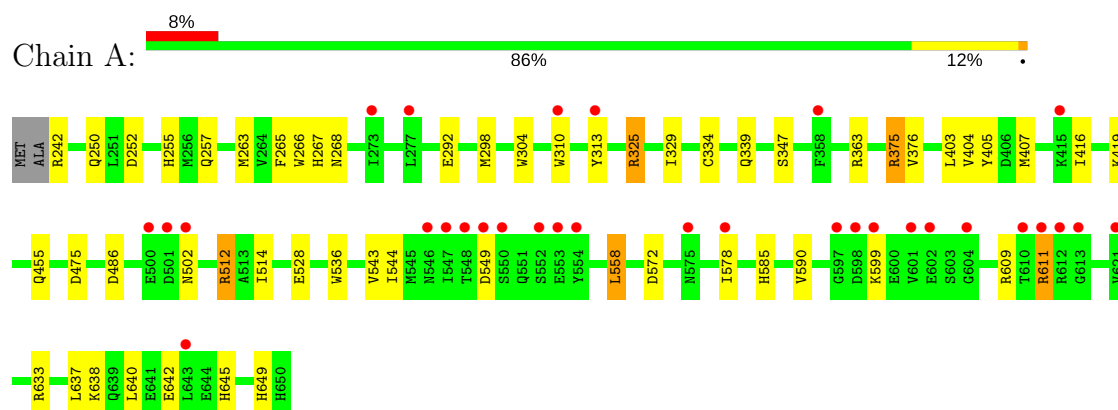 8%
Chain A:
86% 12% •
MET ALA R242 Q250 L251 D252 H255 M256 Q257 M263 V264 F265 W266 H267 N268 I273 L277 E292 M298 W304 W310 Y313 R325 I329 C334 Q339 S347 F358 R363 R375 V376 L403 V404 Y405 D406 M407 K415 I416
Q455 D475 D486 E500 D501 N502 R512 A513 I514 E528 W536 V543 I544 M545 N546 I547 T548 D549 S550 Q551 S552 E553 Y554 L558 D572 N575 I578 H585 V590 G597 D598 K599 E600 V601 E602 S603 G604 R609 T610 R611 R612 G613
R633 L637 K638 Q639 L640 E641 E642 L643 E644 H645 H649 H650